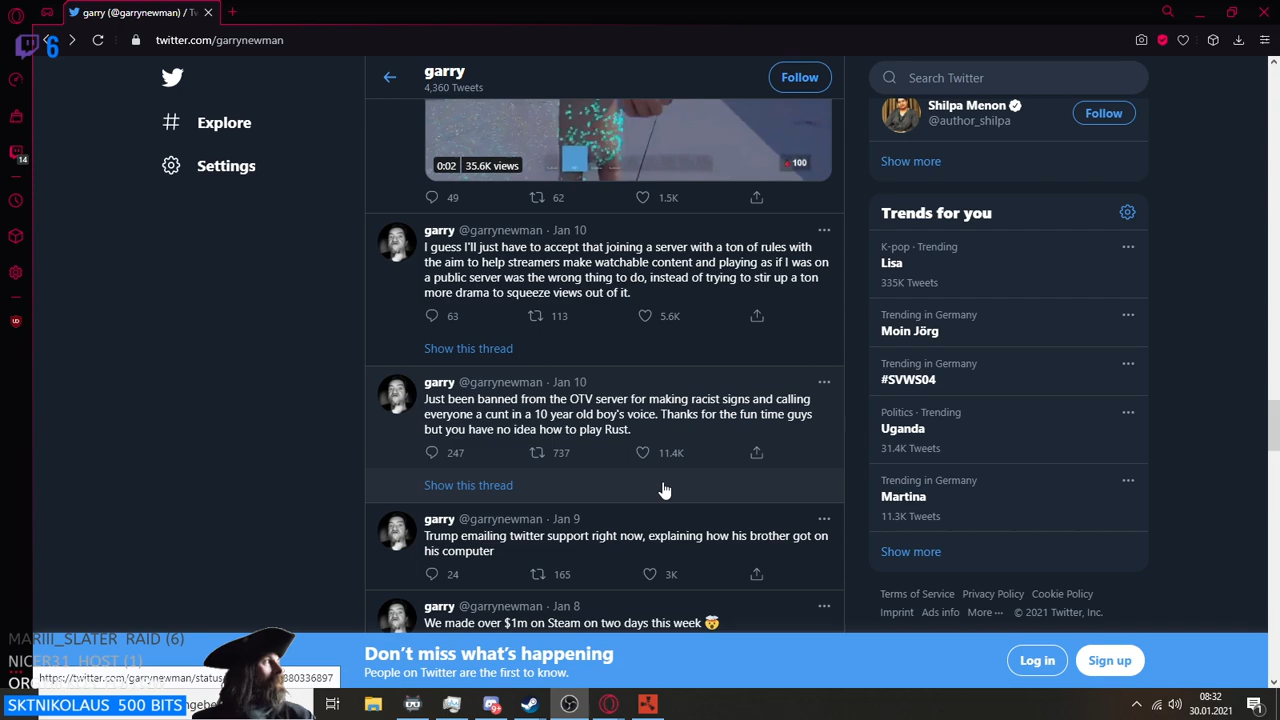 garry (@garrynewman) / Tw
6
twitter.com/garrynewman
garry
4,360 Tweets
Follow
Search Twitter
Explore
Settings
14
0:02 35.6K views
100
49 62 1.5K
Shilpa Menon
@author_shilpa
Follow
Show more
Trends for you
K-pop · Trending
Lisa
335K Tweets
Trending in Germany
Moin Jörg
Trending in Germany
#SVWS04
Politics · Trending
Uganda
31.4K Tweets
Trending in Germany
Martina
11.3K Tweets
Show more
Terms of Service Privacy Policy Cookie Policy
Imprint Ads info More ··· © 2021 Twitter, Inc.
garry @garrynewman · Jan 10
I guess I'll just have to accept that joining a server with a ton of rules with
the aim to help streamers make watchable content and playing as if I was on
a public server was the wrong thing to do, instead of trying to stir up a ton
more drama to squeeze views out of it.
63 113 5.6K
Show this thread
garry @garrynewman · Jan 10
Just been banned from the OTV server for making racist signs and calling
everyone a cunt in a 10 year old boy's voice. Thanks for the fun time guys
but you have no idea how to play Rust.
247 737 11.4K
Show this thread
garry @garrynewman · Jan 9
Trump emailing twitter support right now, explaining how his brother got on
his computer
24 165 3K
garry @garrynewman · Jan 8
We made over $1m on Steam on two days this week 🤯
Don't miss what's happening
People on Twitter are the first to know.
Log in
Sign up
MARIII_SLATER RAID (6)
NICER31 HOST (1)
https://twitter.com/garrynewman/status
880336897
SKTNIKOLAUS 500 BITS
08:32
30.01.2021